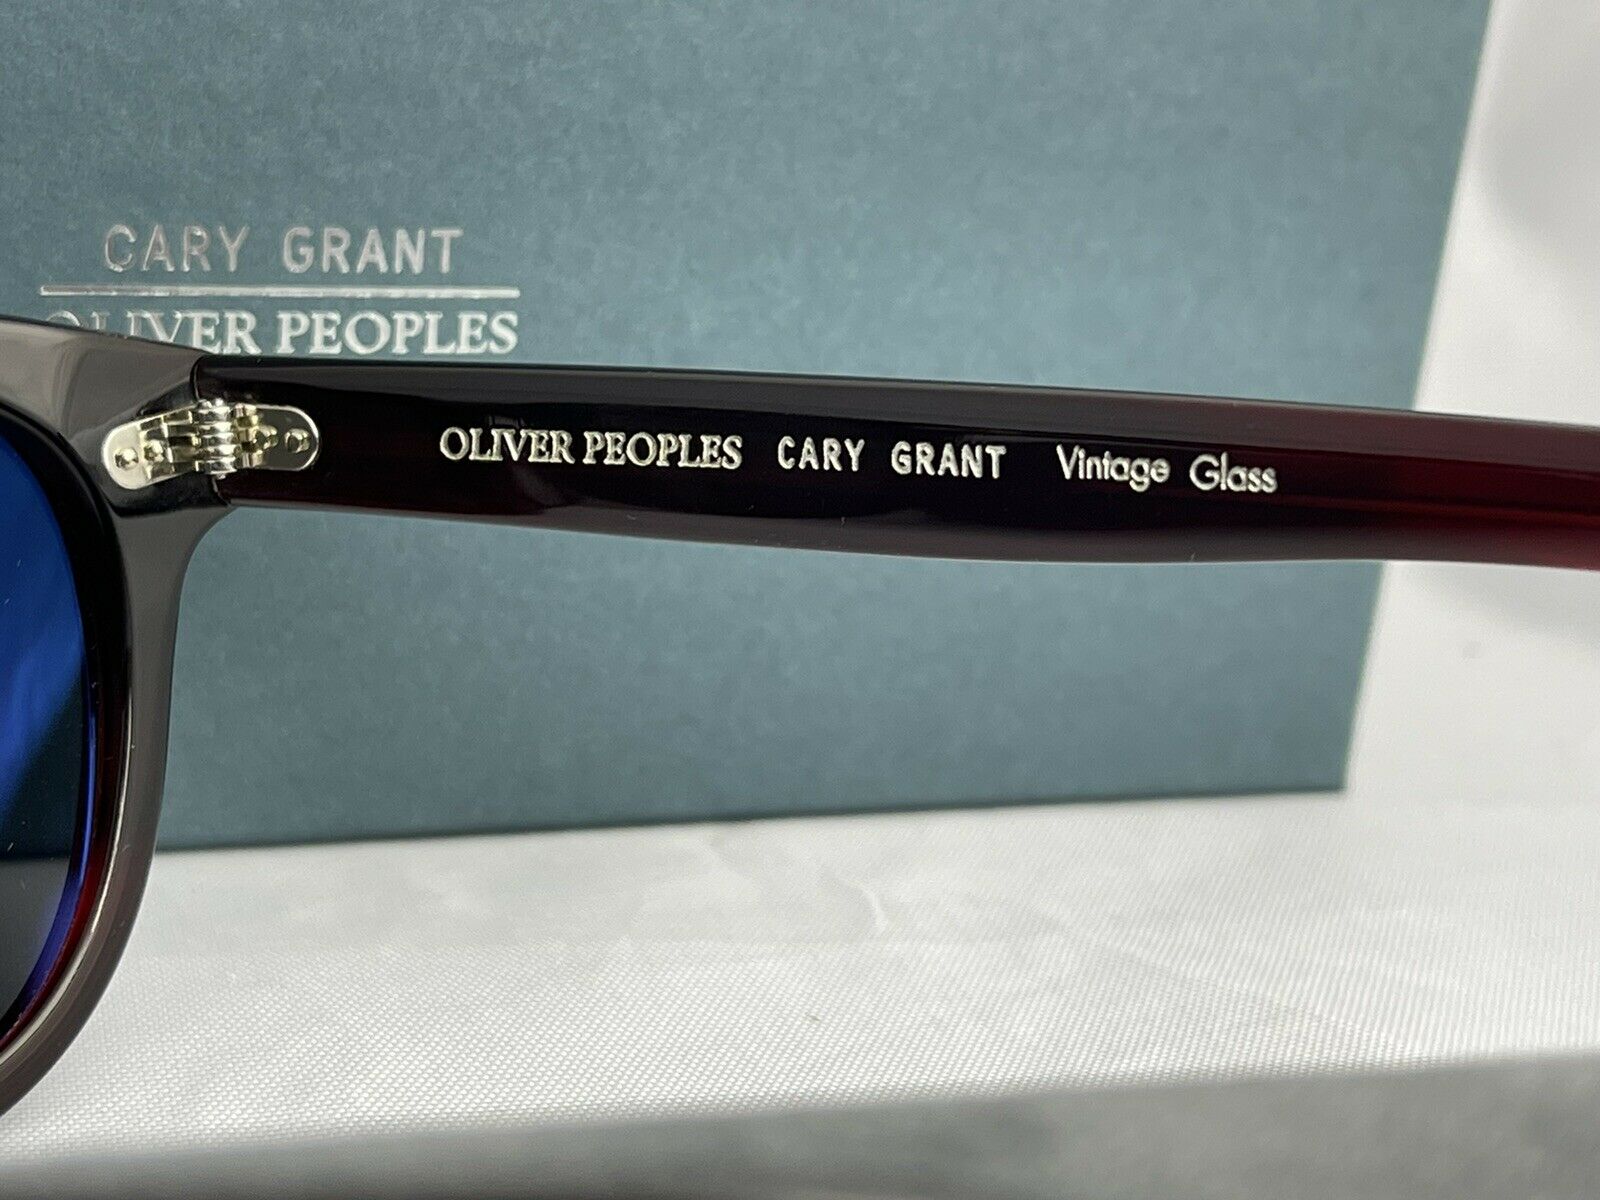 CARY GRANT
OLIVER PEOPLES
OLIVER PEOPLES CARY GRANT Vintage Glass